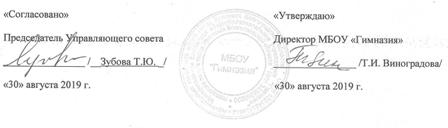 «Согласовано»
Председатель Управляющего совета
/ Зубова Т.Ю. /
«30» августа 2019 г.
МБОУ
"Гимназия"
«Утверждаю»
Директор МБОУ «Гимназия»
/Т.И. Виноградова/
«30» августа 2019 г.